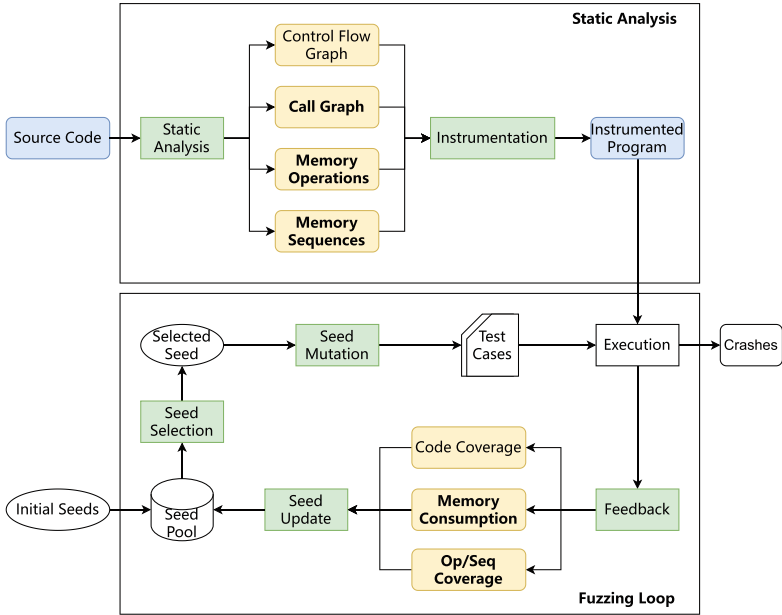 Static Analysis
Control Flow
Graph
Call Graph
Source Code
Static
Analysis
Instrumentation
Instrumented
Program
Memory
Operations
Memory
Sequences
Selected
Seed
Seed
Mutation
Test
Cases
Execution
Crashes
Seed
Selection
Code Coverage
Initial Seeds
Seed
Pool
Seed
Update
Memory
Consumption
Feedback
Op/Seq
Coverage
Fuzzing Loop